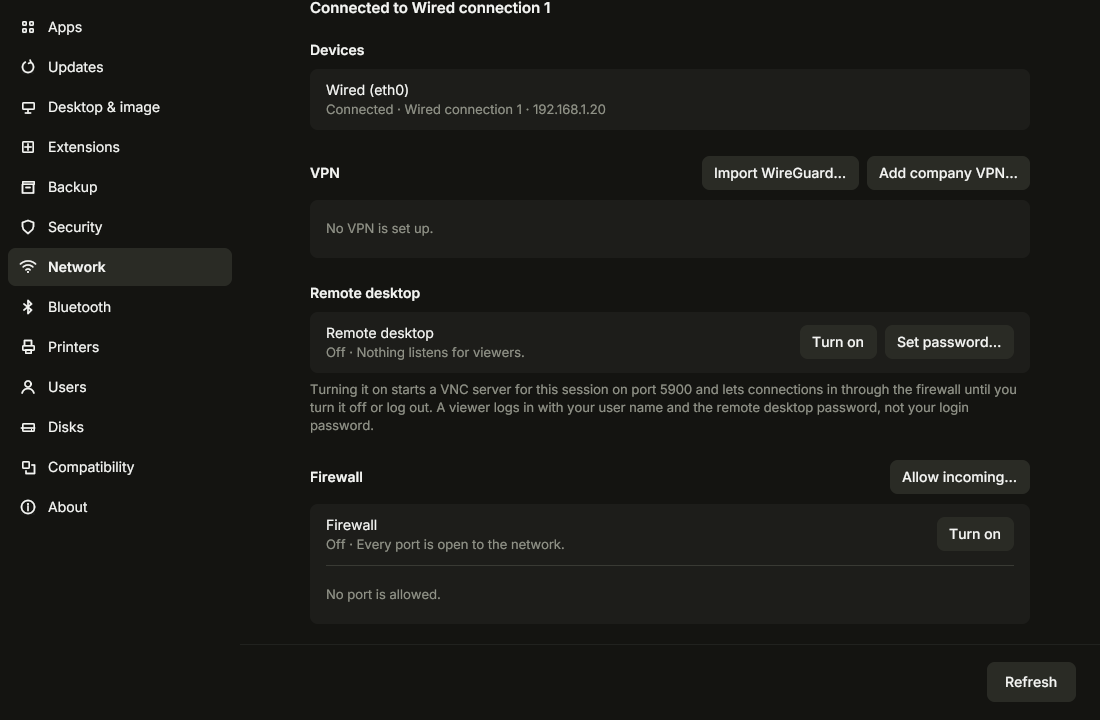 Apps
Updates
Desktop & image
Extensions
Backup
Security
Network
Bluetooth
Printers
Users
Disks
Compatibility
About
Connected to Wired connection 1
Devices
Wired (eth0)
Connected · Wired connection 1 · 192.168.1.20
VPN
Import WireGuard...
Add company VPN...
No VPN is set up.
Remote desktop
Remote desktop
Off · Nothing listens for viewers.
Turn on
Set password...
Turning it on starts a VNC server for this session on port 5900 and lets connections in through the firewall until you
turn it off or log out. A viewer logs in with your user name and the remote desktop password, not your login
password.
Firewall
Allow incoming...
Firewall
Off · Every port is open to the network.
Turn on
No port is allowed.
Refresh